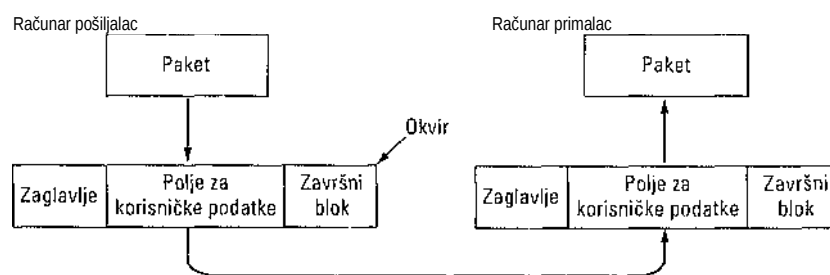 Računar pošiljalac
Paket
Okvir
Zaglavlje
Polje za
korisničke podatke
Završni
blok
Računar primalac
Paket
Zaglavlje
Polje za
korisničke podatke
Završni
blok